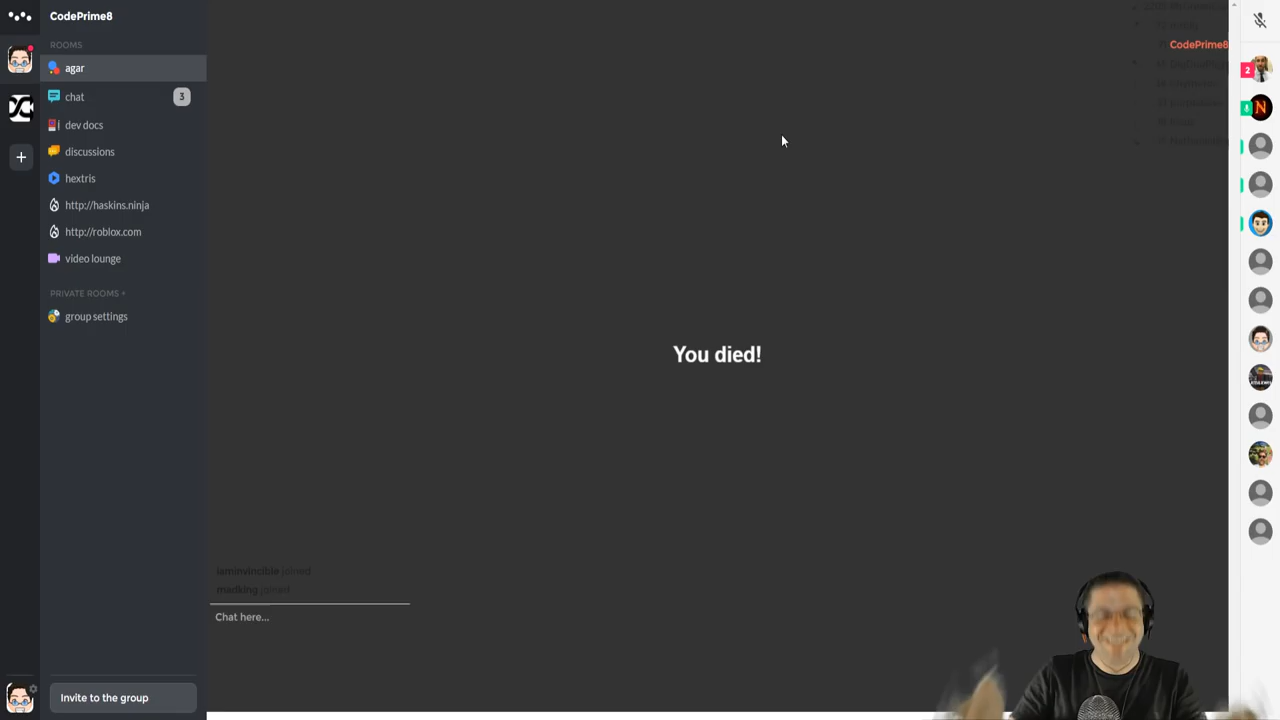 CodePrime8
ROOMS
agar
chat
3
dev docs
discussions
hextris
http://haskins.ninja
http://roblox.com
video lounge
PRIVATE ROOMS +
group settings
Invite to the group
You died!
iaminvincible joined
madking joined
Chat here...
CodePrime8
2
N